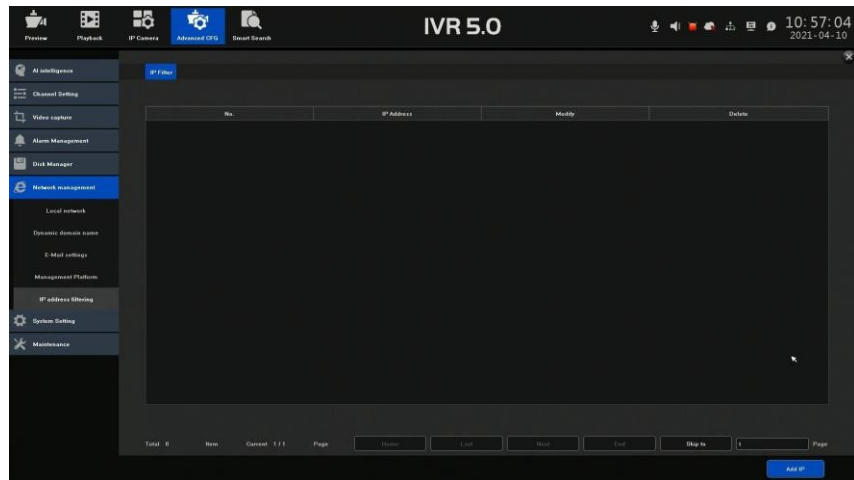 IVR 5.0
10:57:04
2021-04-10
Preview
Playback
IP Camera
Advanced CFG
Smart Search
AI intelligence
Channel Setting
Video capture
Alarm Management
Disk Manager
Network management
Local network
Dynamic domain name
E-Mail settings
Management Platform
IP address filtering
System Setting
Maintenance
IP Filter
No. IP Address Modify Delete
Total 0 Item Current 1 / 1 Page Home Last Next End Skip to 1 Page
Add IP